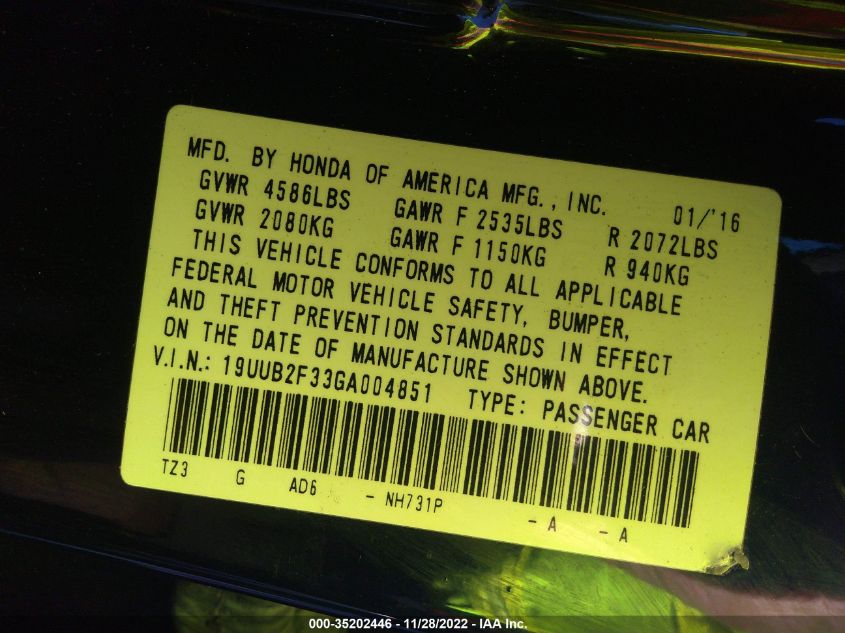 MFD. BY HONDA OF AMERICA MFG., INC. 01/'16
GVWR 4586LBS GAWR F 2535LBS R 2072LBS
GVWR 2080KG GAWR F 1150KG R 940KG
THIS VEHICLE CONFORMS TO ALL APPLICABLE
FEDERAL MOTOR VEHICLE SAFETY, BUMPER,
AND THEFT PREVENTION STANDARDS IN EFFECT
ON THE DATE OF MANUFACTURE SHOWN ABOVE.
V.I.N.: 19UUB2F33GA004851 TYPE: PASSENGER CAR
TZ3 G AD6 - NH731P - A - A
000-35202446 - 11/28/2022 - IAA Inc.